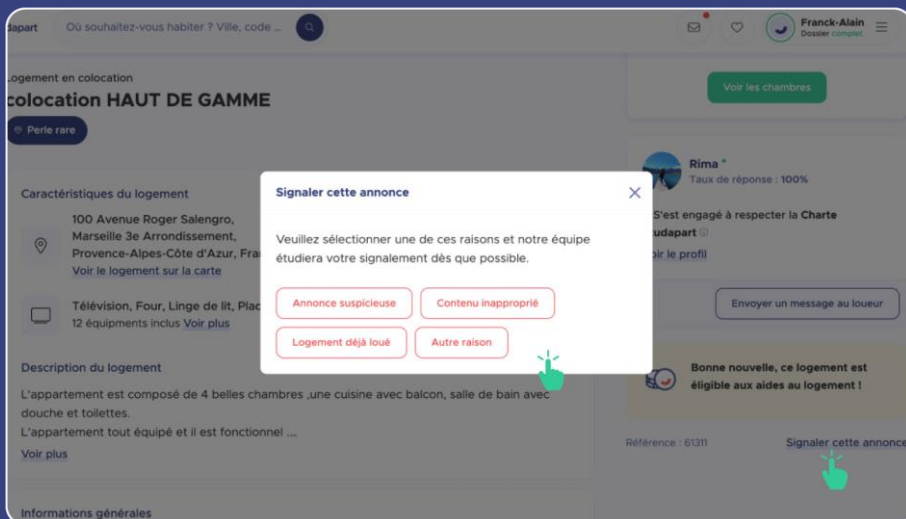 dapart
Où souhaitez-vous habiter ? Ville, code ...
Franck-Alain
Dossier complet
Logement en colocation
colocation HAUT DE GAMME
Perle rare
Voir les chambres
Caractéristiques du logement
100 Avenue Roger Salengro,
Marseille 3e Arrondissement,
Provence-Alpes-Côte d'Azur, Fra
Voir le logement sur la carte
Télévision, Four, Linge de lit, Plac
12 équipments inclus Voir plus
Description du logement
L'appartement est composé de 4 belles chambres ,une cuisine avec balcon, salle de bain avec
douche et toilettes.
L'appartement tout équipé et il est fonctionnel ...
Voir plus
Informations générales
Signaler cette annonce
Veuillez sélectionner une de ces raisons et notre équipe
étudiera votre signalement dès que possible.
Annonce suspicieuse
Contenu inapproprié
Logement déjà loué
Autre raison
Rima
Taux de réponse : 100%
S'est engagé à respecter la Charte
udapart
ir le profil
Envoyer un message au loueur
Bonne nouvelle, ce logement est
éligible aux aides au logement !
Référence : 61311
Signaler cette annonce